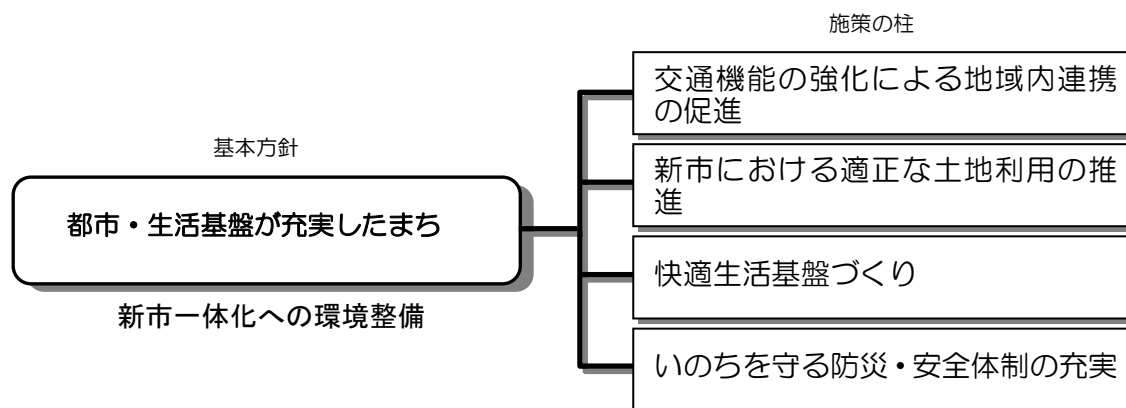 施策の柱
交通機能の強化による地域内連携
の促進
基本方針
新市における適正な土地利用の推
進
都市・生活基盤が充実したまち
快適生活基盤づくり
新市一体化への環境整備
いのちを守る防災・安全体制の充実